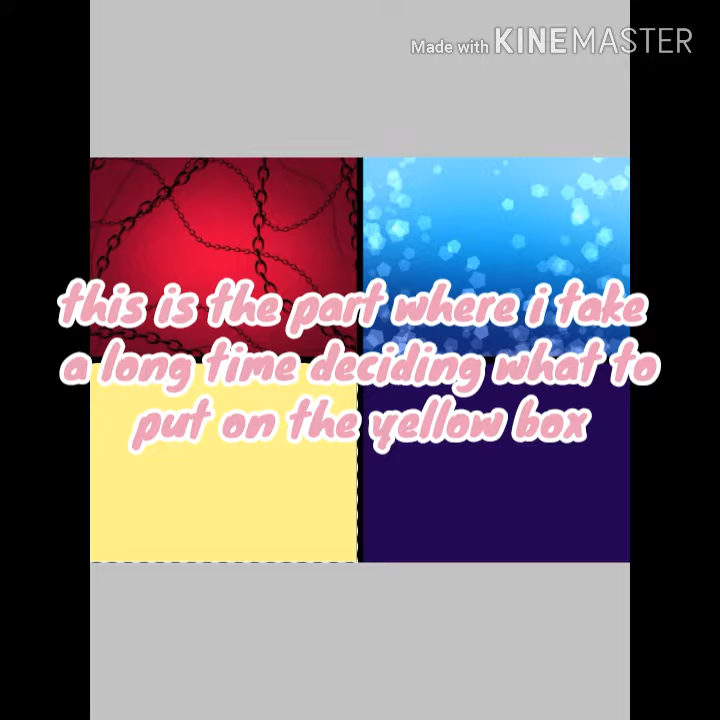 Made with KINEMASTER
this is the part where i take
a long time deciding what to
put on the yellow box